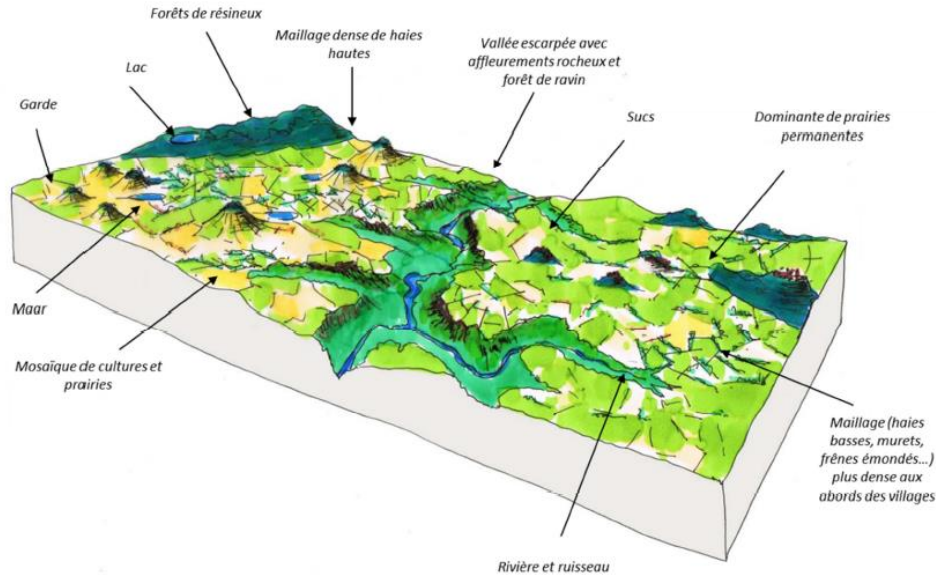 Forêts de résineux
Maillage dense de haies
hautes
Vallée escarpée avec
affleurements rocheux et
forêt de ravin
Lac
Garde
Sucs
Dominante de prairies
permanentes
Maar
Mosaïque de cultures et
prairies
Maillage (haies
basses, murets,
frênes émondés...)
plus dense aux
abords des villages
Rivière et ruisseau